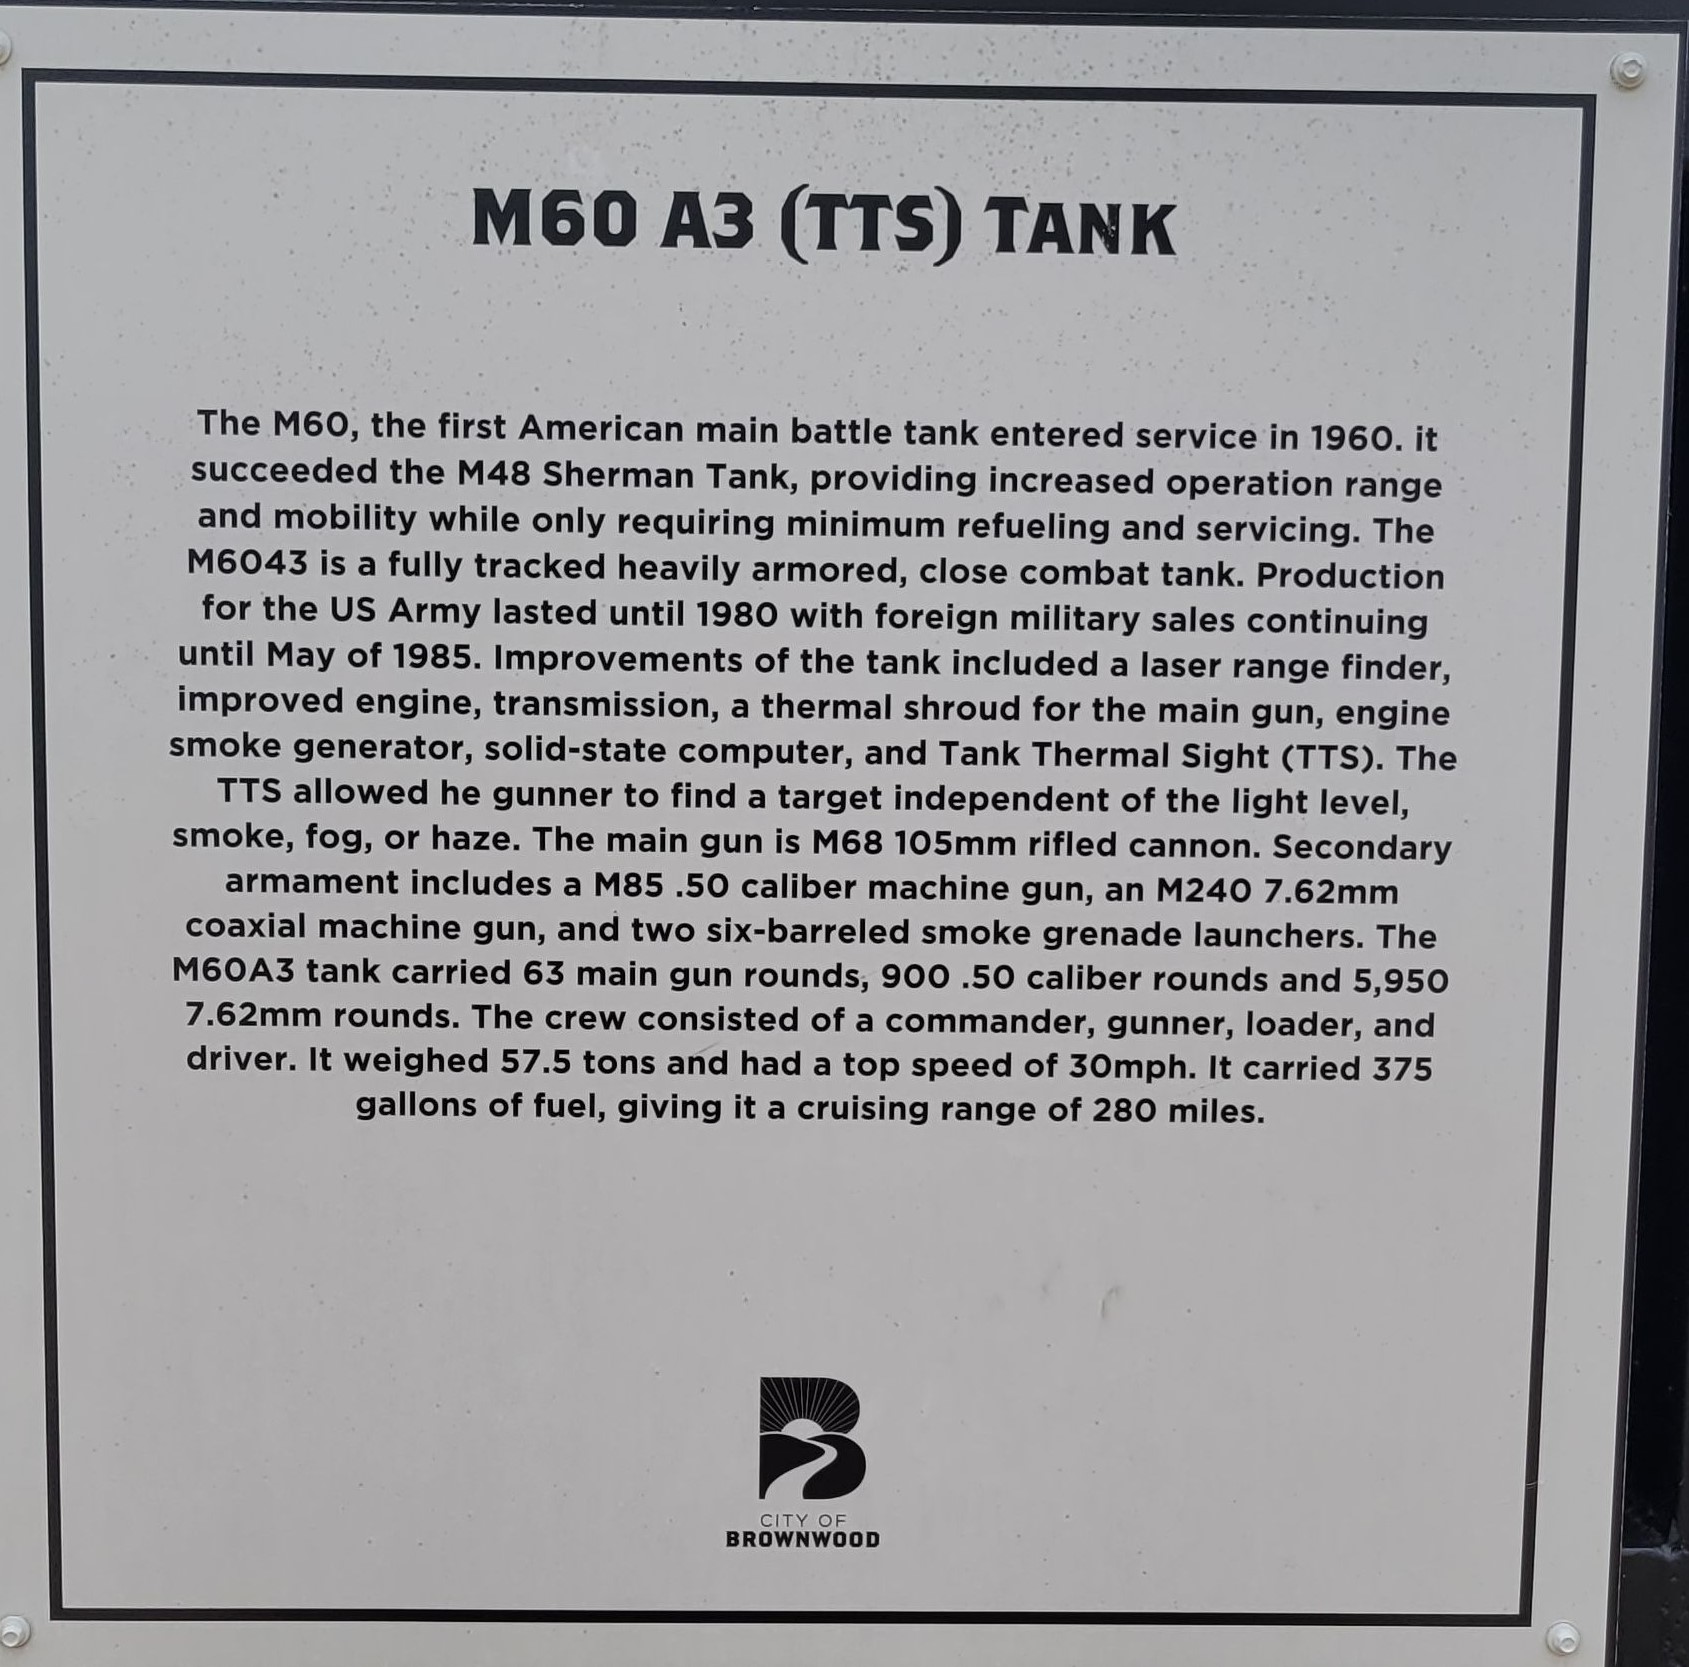 M60 A3 (TTS) TANK
The M60, the first American main battle tank entered service in 1960. it
succeeded the M48 Sherman Tank, providing increased operation range
and mobility while only requiring minimum refueling and servicing. The
M6043 is a fully tracked heavily armored, close combat tank. Production
for the US Army lasted until 1980 with foreign military sales continuing
until May of 1985. Improvements of the tank included a laser range finder,
improved engine, transmission, a thermal shroud for the main gun, engine
smoke generator, solid-state computer, and Tank Thermal Sight (TTS). The
TTS allowed he gunner to find a target independent of the light level,
smoke, fog, or haze. The main gun is M68 105mm rifled cannon. Secondary
armament includes a M85 .50 caliber machine gun, an M240 7.62mm
coaxial machine gun, and two six-barreled smoke grenade launchers. The
M60A3 tank carried 63 main gun rounds, 900 .50 caliber rounds and 5,950
7.62mm rounds. The crew consisted of a commander, gunner, loader, and
driver. It weighed 57.5 tons and had a top speed of 30mph. It carried 375
gallons of fuel, giving it a cruising range of 280 miles.
B
CITY OF
BROWNWOOD